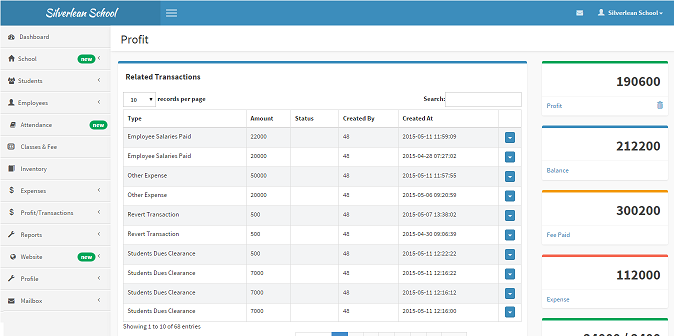 Silverlean School
Silverlean School
Dashboard
School new
Students
Employees
Attendance new
Classes & Fee
Inventory
Expenses
Profit/Transactions
Reports
Website new
Profile
Mailbox
Profit
Related Transactions
10 records per page Search:
Type Amount Status Created By Created At
Employee Salaries Paid 22000 48 2015-05-11 11:59:09
Employee Salaries Paid 20000 48 2015-04-28 07:27:02
Other Expense 50000 48 2015-05-11 11:57:55
Other Expense 20000 48 2015-05-06 09:20:59
Revert Transaction 500 48 2015-05-07 13:38:02
Revert Transaction 500 48 2015-04-30 09:06:39
Students Dues Clearance 500 48 2015-05-11 12:22:22
Students Dues Clearance 7000 48 2015-05-11 12:16:22
Students Dues Clearance 7000 48 2015-05-11 12:16:12
Students Dues Clearance 7000 48 2015-05-11 12:16:00
Showing 1 to 10 of 68 entries
190600
Profit
212200
Balance
300200
Fee Paid
112000
Expense